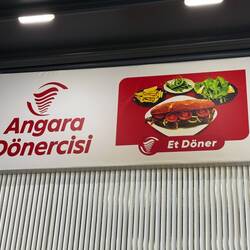 Angara
Dönercisi
Et Döner